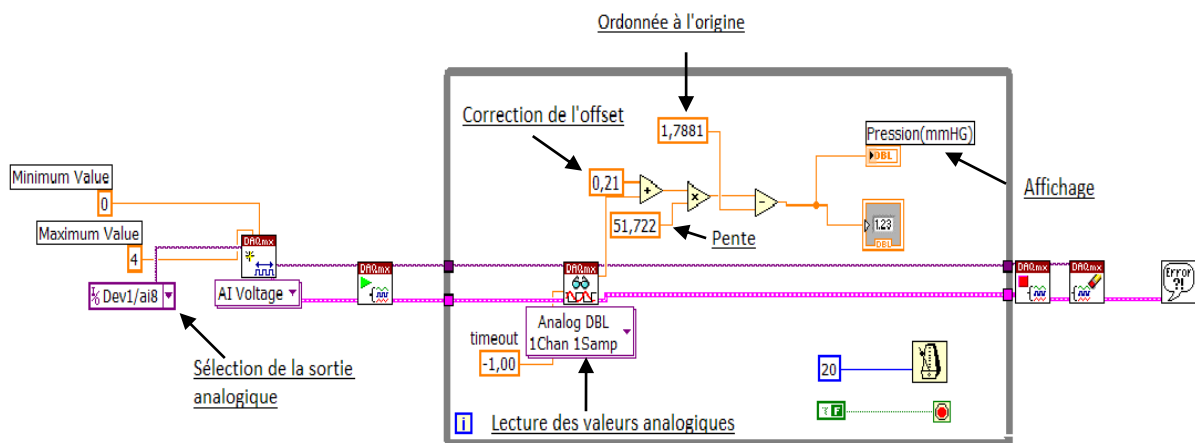 Ordonnée à l'origine
Correction de l'offset
1,7881
Pression(mmHG)
DBL
Affichage
Minimum Value
0
0,21
+
x
-
1.23
DBL
Maximum Value
4
51,722
Pente
DAQmx
Dev1/ai8
AI Voltage
DAQmx
DAQmx
DAQmx
DAQmx
Error
?!
Analog DBL
1Chan 1Samp
timeout
-1,00
Sélection de la sortie
analogique
20
F
i
Lecture des valeurs analogiques